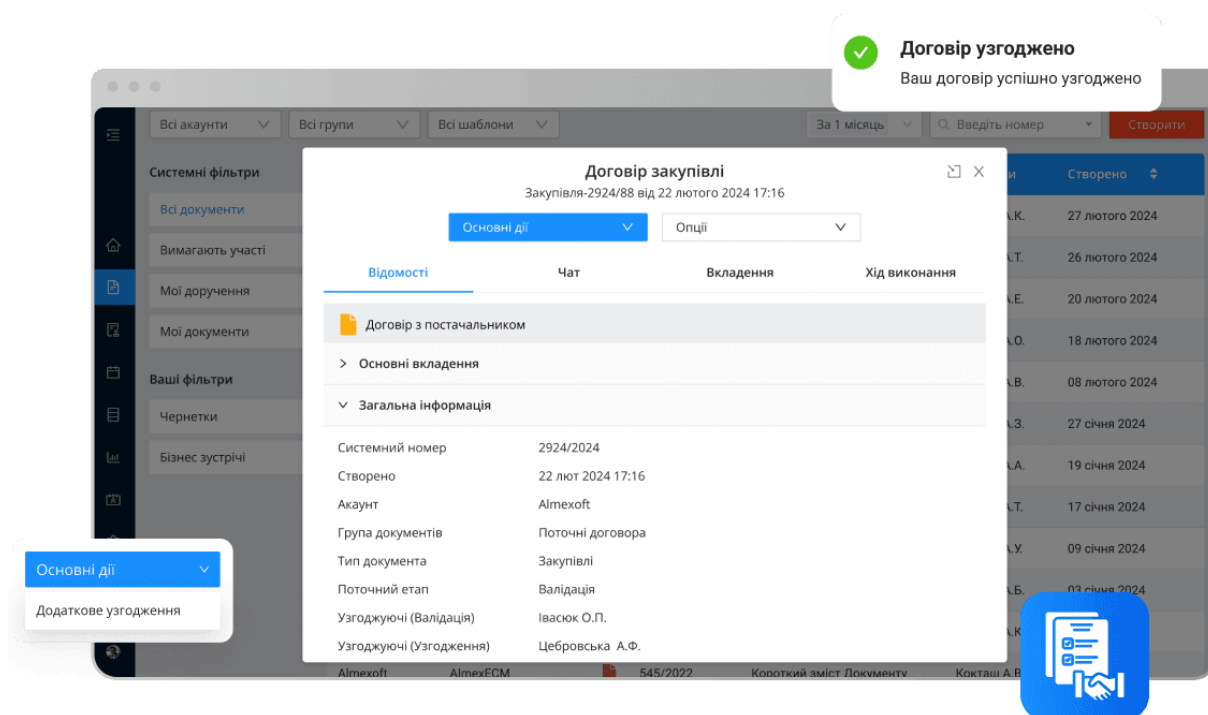 Договір узгоджено
Ваш договір успішно узгоджено
Всі акаунти
Всі групи
Всі шаблони
За 1 місяць
Введіть номер
Створити
Системні фільтри
Всі документи
Вимагають участі
Мої доручення
Мої документи
Ваші фільтри
Чернетки
Бізнес зустрічі
Договір закупівлі
Закупівля-2924/88 від 22 лютого 2024 17:16
Основні дії
Опції
Відомості
Чат
Вкладення
Хід виконання
Договір з постачальником
Основні вкладення
Загальна інформація
Системний номер 2924/2024
Створено 22 лют 2024 17:16
Акаунт Almexoft
Група документів Поточні договора
Тип документа Закупівлі
Поточний етап Валідація
Узгоджуючі (Валідація) Івасюк О.П.
Узгоджуючі (Узгодження) Цебровська А.Ф.
Створено
А.К. 27 лютого 2024
А.Т. 26 лютого 2024
А.Е. 20 лютого 2024
А.О. 18 лютого 2024
А.В. 08 лютого 2024
А.З. 27 січня 2024
А.А. 19 січня 2024
А.Т. 17 січня 2024
А.У. 09 січня 2024
А.Б. 03 січня 2024
Almexoft AlmexECM 545/2022 Короткий зміст Документу Кокташ А.В
Основні дії
Додаткове узгодження